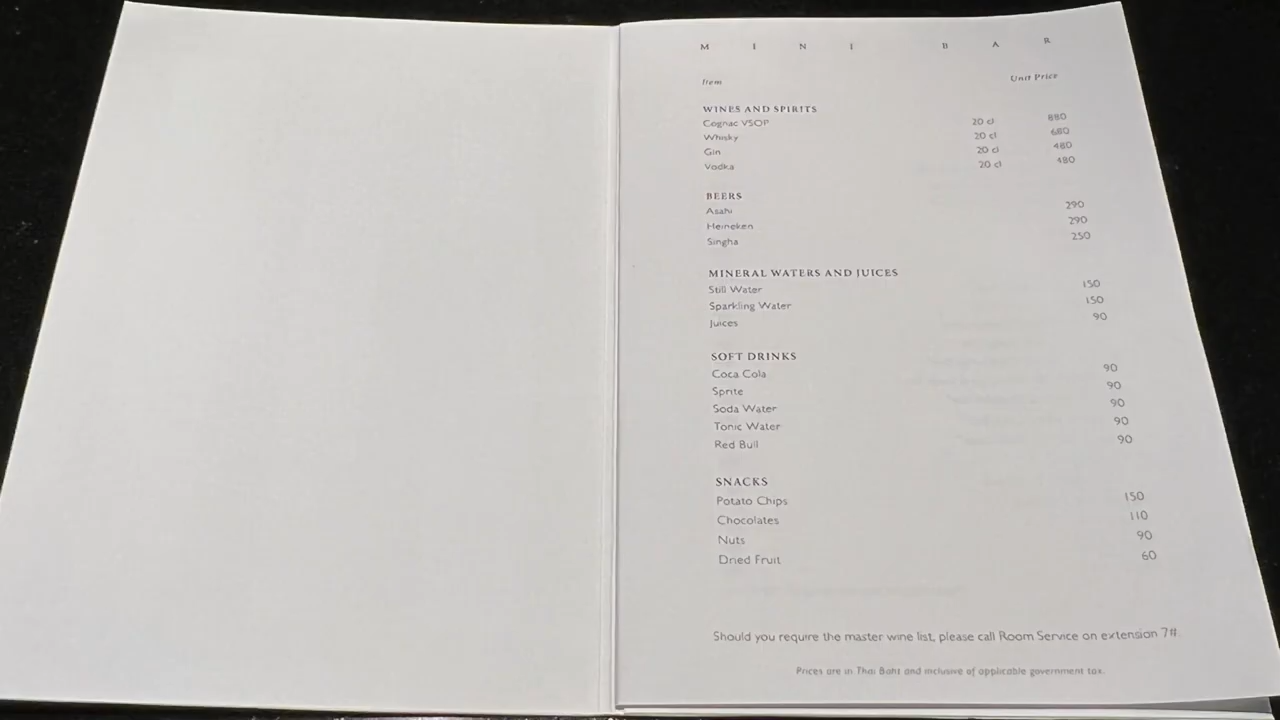 MINI BAR
Item Unit Price
WINES AND SPIRITS
Cognac VSOP 20 cl 880
Whisky 20 cl 680
Gin 20 cl 480
Vodka 20 cl 480
BEERS
Asahi 290
Heineken 290
Singha 250
MINERAL WATERS AND JUICES
Still Water 150
Sparkling Water 150
Juices 90
SOFT DRINKS
Coca Cola 90
Sprite 90
Soda Water 90
Tonic Water 90
Red Bull 90
SNACKS
Potato Chips 150
Chocolates 110
Nuts 90
Dried Fruit 60
Should you require the master wine list, please call Room Service on extension 7#
Prices are in Thai Baht and inclusive of applicable government tax.